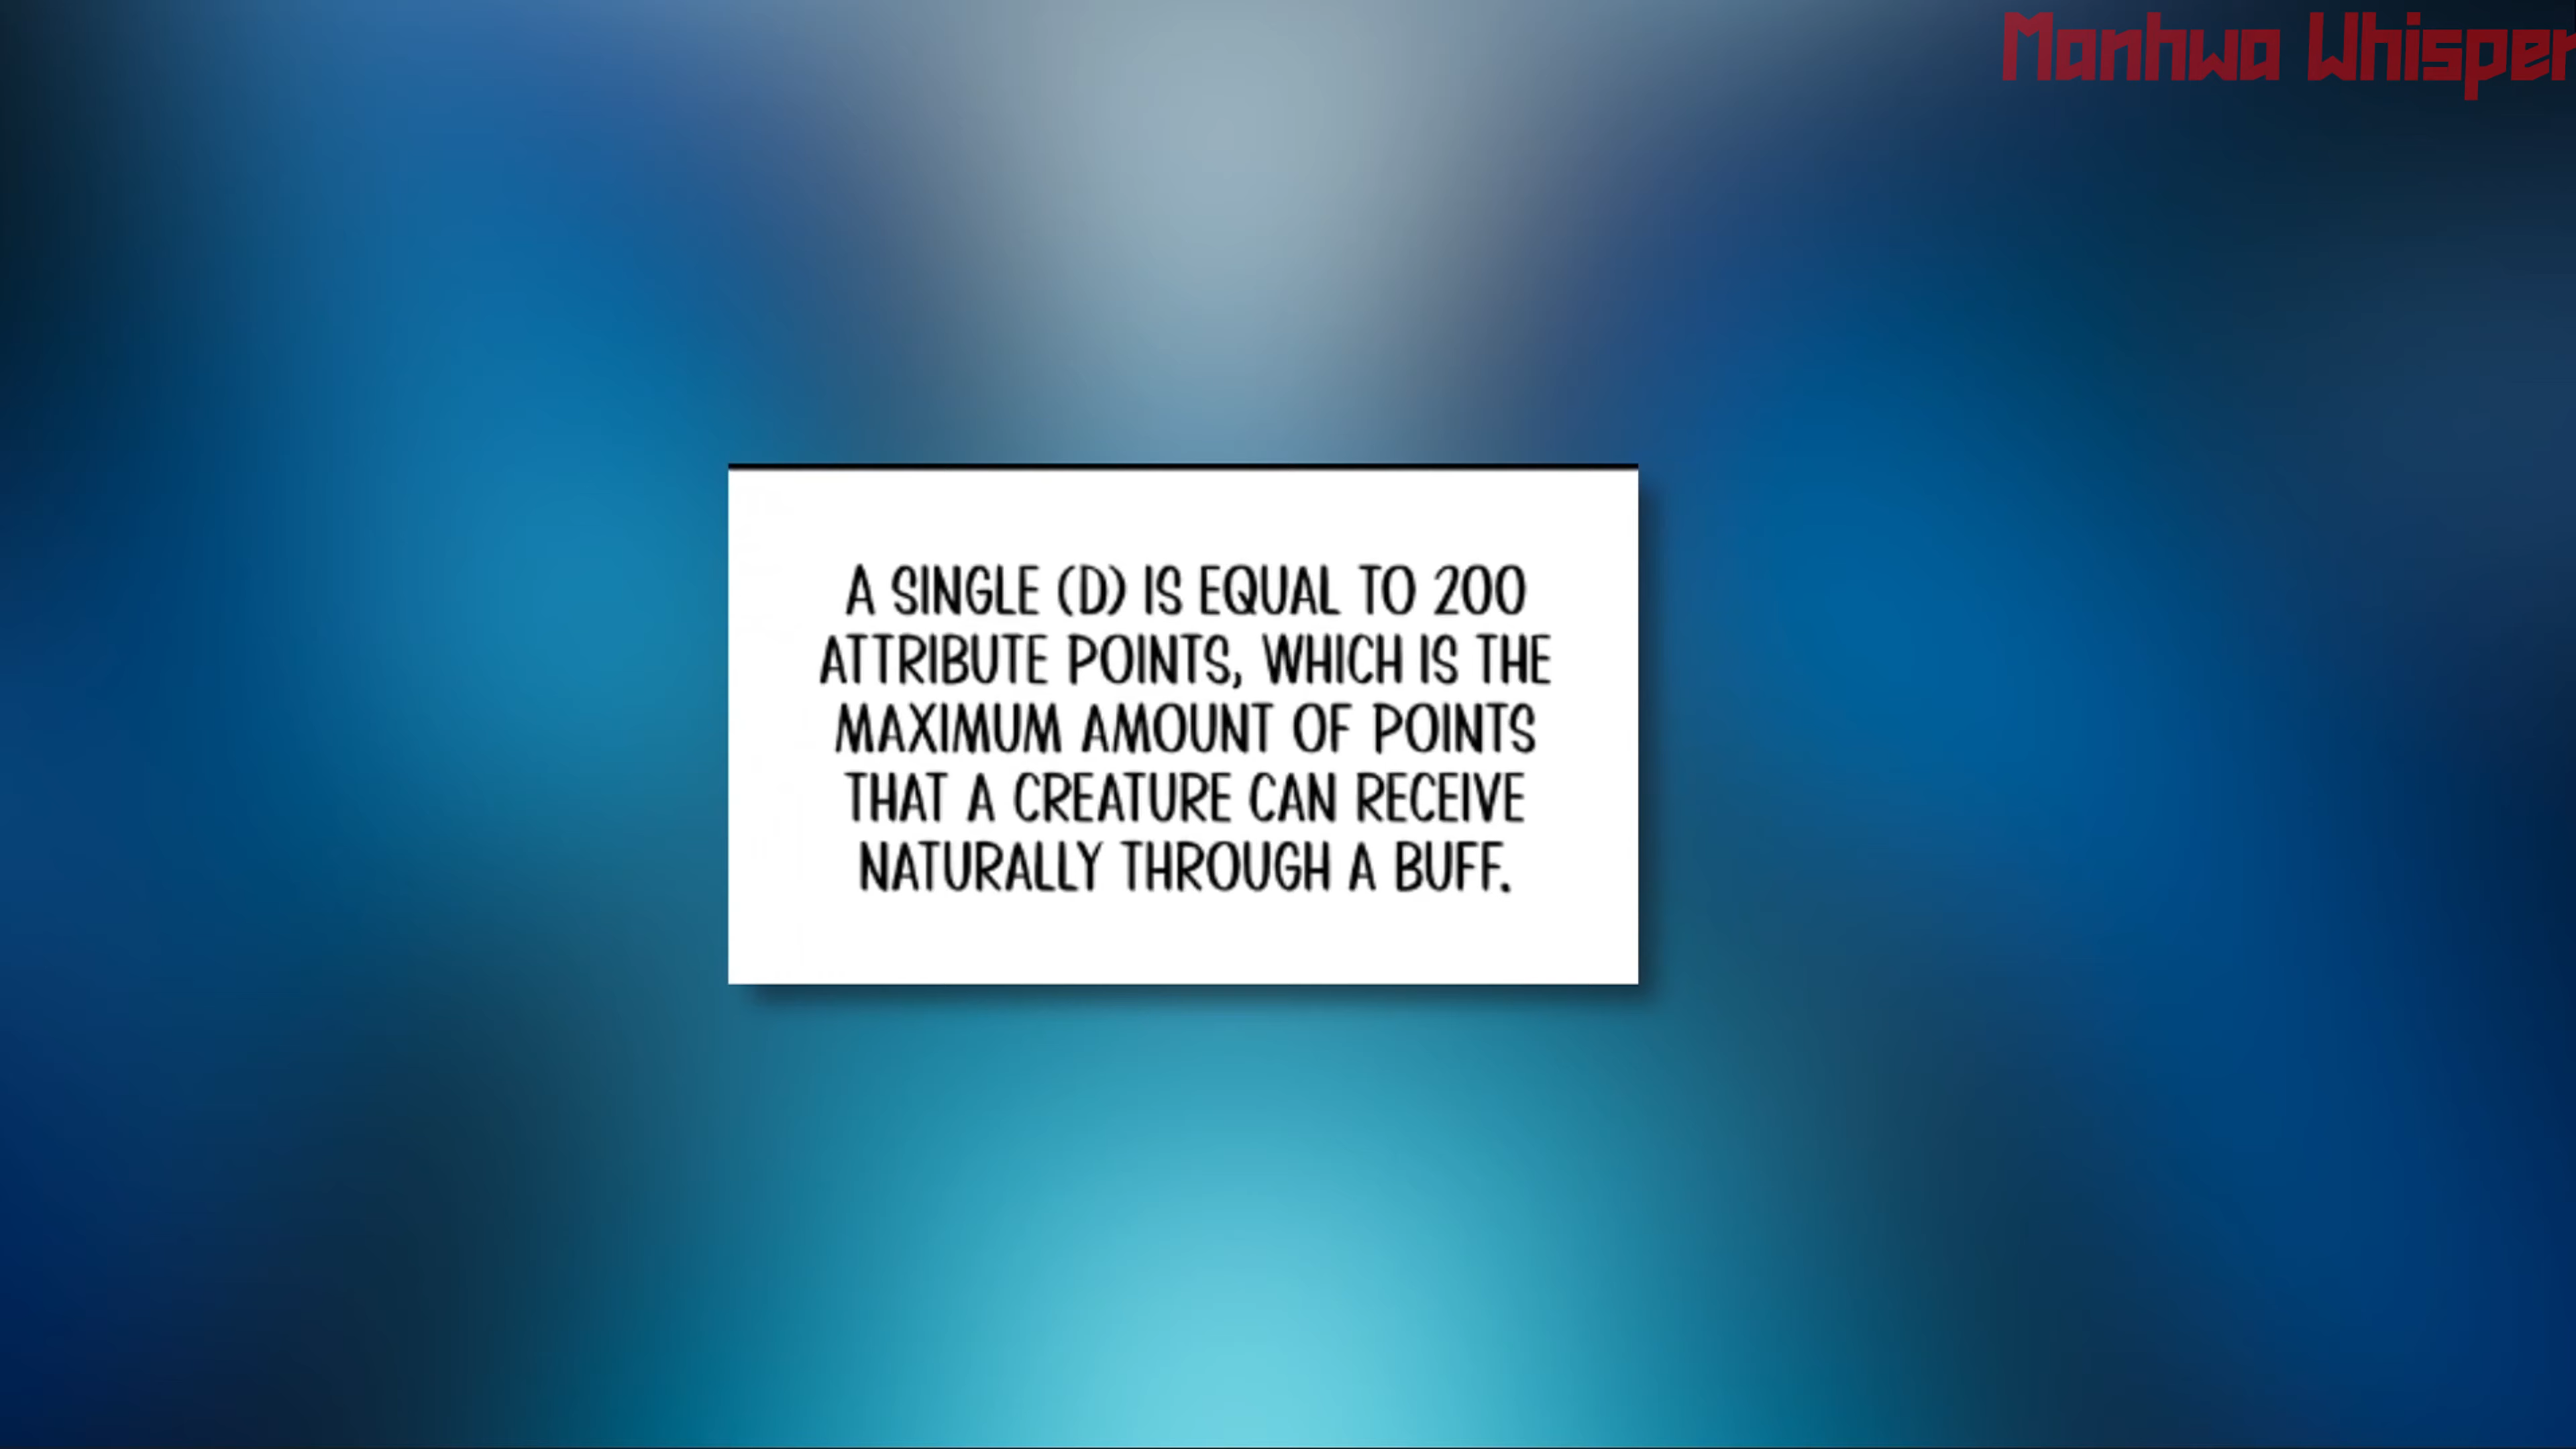 Manhwa Whisper
A SINGLE (D) IS EQUAL TO 200
ATTRIBUTE POINTS, WHICH IS THE
MAXIMUM AMOUNT OF POINTS
THAT A CREATURE CAN RECEIVE
NATURALLY THROUGH A BUFF.